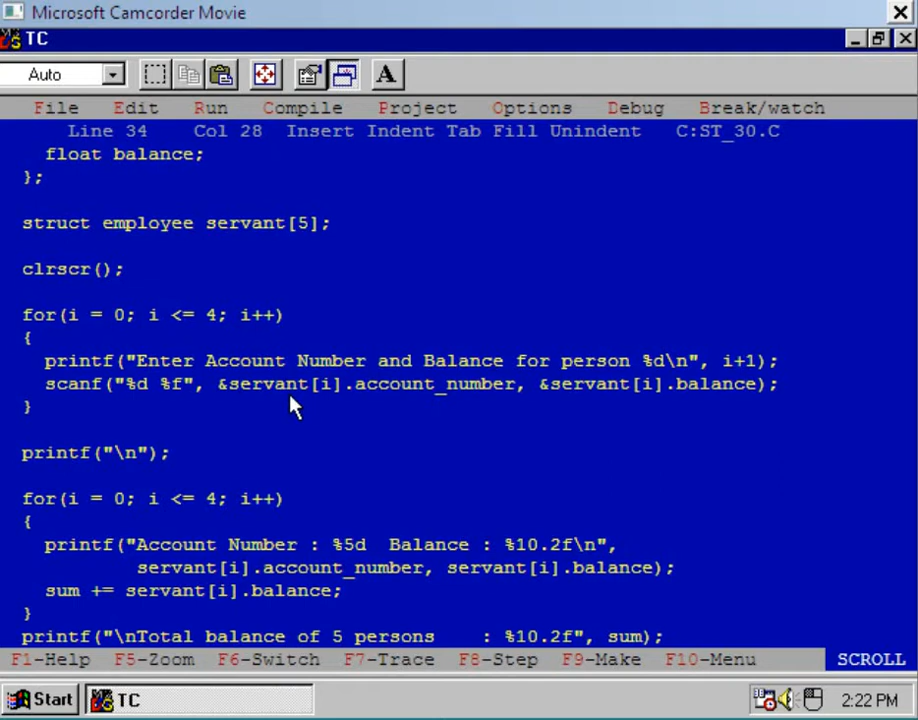 Microsoft Camcorder Movie
TC
Auto A
File Edit Run Compile Project Options Debug Break/watch
Line 34 Col 28 Insert Indent Tab Fill Unindent C:ST_30.C
float balance;
};
struct employee servant[5];
clrscr();
for(i = 0; i <= 4; i++)
{
printf("Enter Account Number and Balance for person %d\n", i+1);
scanf("%d %f", &servant[i].account_number, &servant[i].balance);
}
printf("\n");
for(i = 0; i <= 4; i++)
{
printf("Account Number : %5d  Balance : %10.2f\n",
servant[i].account_number, servant[i].balance);
sum += servant[i].balance;
}
printf("\nTotal balance of 5 persons    : %10.2f", sum);
F1-Help F5-Zoom F6-Switch F7-Trace F8-Step F9-Make F10-Menu SCROLL
Start TC 2:22 PM